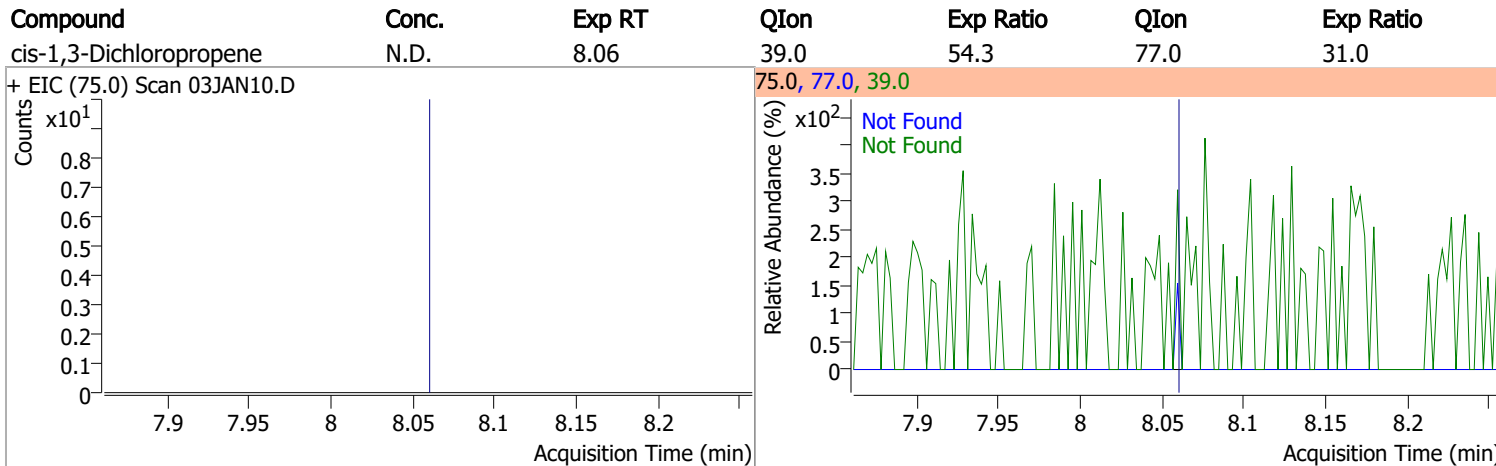 Compound Conc. Exp RT QIon Exp Ratio QIon Exp Ratio
cis-1,3-Dichloropropene N.D. 8.06 39.0 54.3 77.0 31.0
+ EIC (75.0) Scan 03JAN10.D
Counts
x10¹
0.8
0.7
0.6
0.5
0.4
0.3
0.2
0.1
0
7.9 7.95 8 8.05 8.1 8.15 8.2
Acquisition Time (min)
75.0, 77.0, 39.0
Relative Abundance (%)
x10²
Not Found
Not Found
3.5
3
2.5
2
1.5
1
0.5
0
7.9 7.95 8 8.05 8.1 8.15 8.2
Acquisition Time (min)